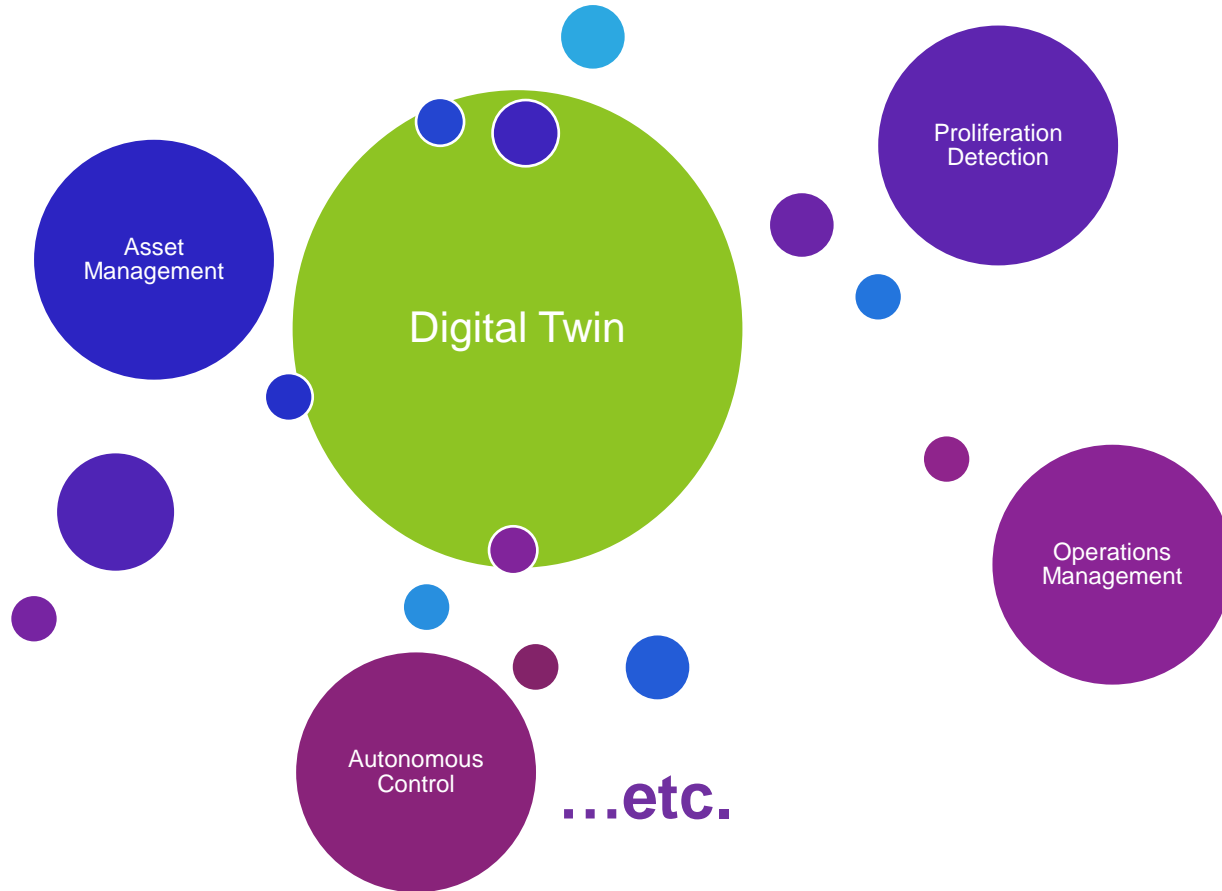 Proliferation
Detection
Asset
Management
Digital Twin
Operations
Management
Autonomous
Control
…etc.